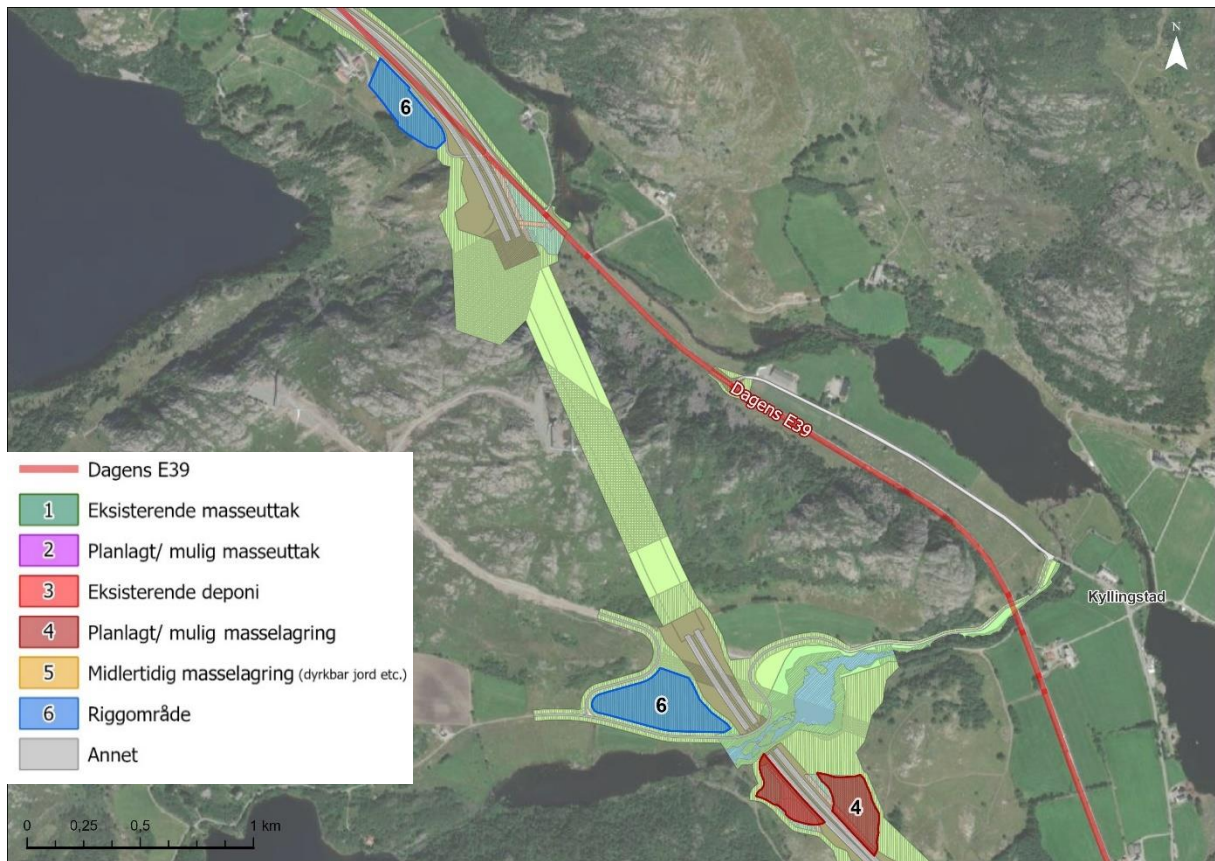 N
6
Dagens E39
Dagens E39
1 Eksisterende masseuttak
2 Planlagt/ mulig masseuttak
3 Eksisterende deponi
4 Planlagt/ mulig masselagring
5 Midlertidig masselagring (dyrkbar jord etc.)
6 Riggområde
Annet
Kyllingstad
6
4
0 0,25 0,5 1 km